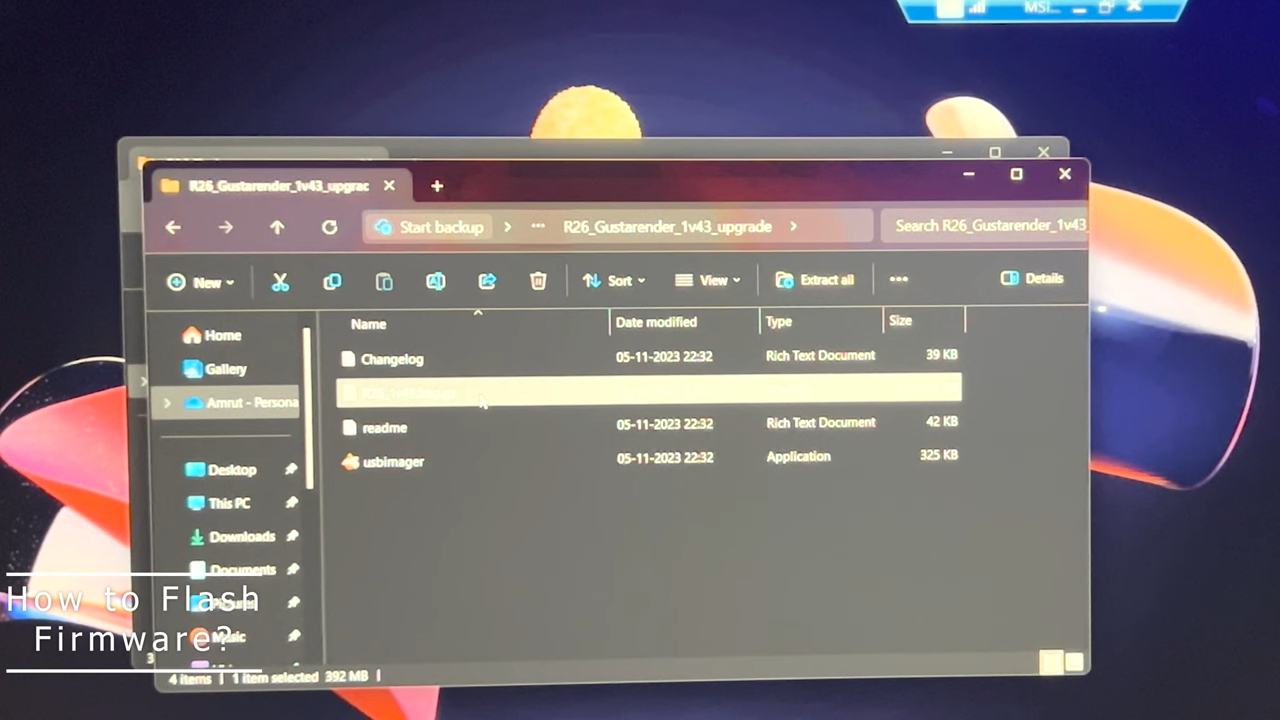 MSI...
R26_Gustarender_1v43_upgrac
Start backup
R26_Gustarender_1v43_upgrade
Search R26_Gustarender_1v43_
New
Sort
View
Extract all
Details
Name
Date modified
Type
Size
Home
Changelog
05-11-2023 22:32
Rich Text Document
39 KB
Gallery
Amrut - Persona
readme
05-11-2023 22:32
Rich Text Document
42 KB
usbimager
05-11-2023 22:32
Application
325 KB
Desktop
This PC
Downloads
Documents
Music
How to Flash
Firmware?
4 items
1 item selected 392 MB